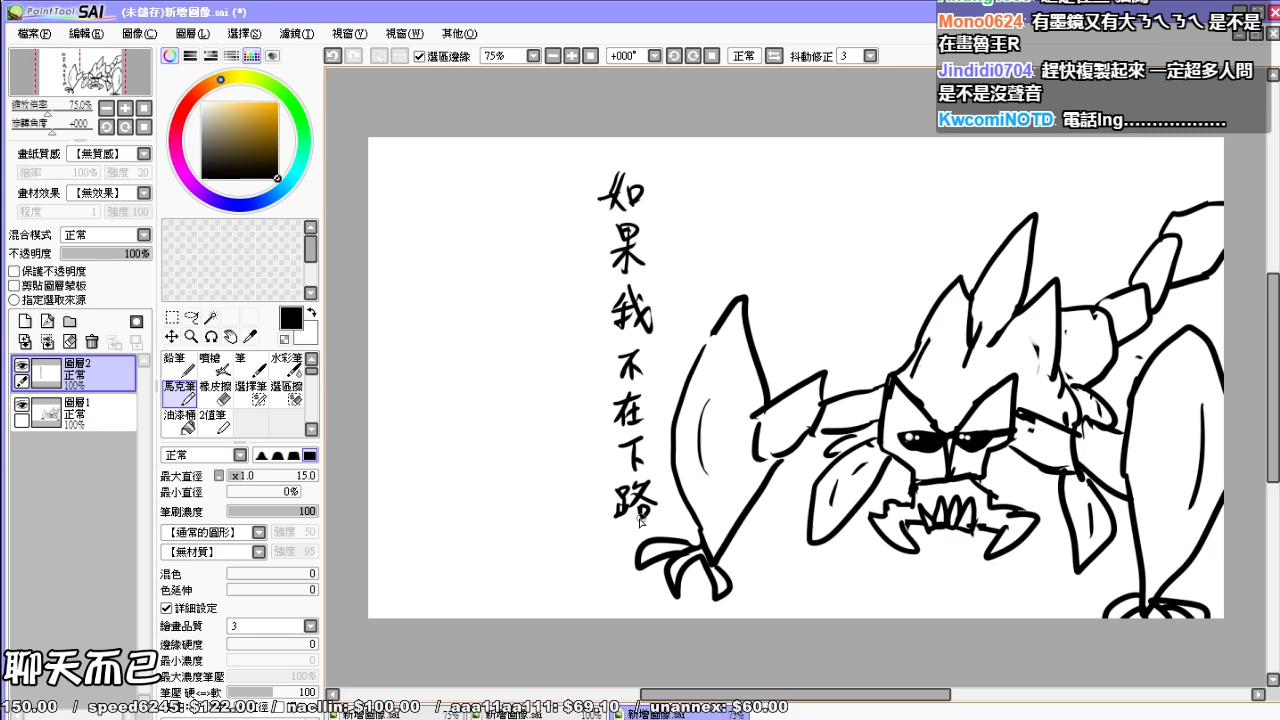 PaintTool SAI (未儲存)新增圖像.sai (*)
檔案(F) 編輯(E) 圖像(C) 圖層(L) 選擇(S) 濾鏡(T) 視窗(V) 視窗(W) 其他(O)
選區邊緣 75% +000° 正常 抖動修正 3
縮放倍率 75.0%
旋轉角度 +000
畫紙質感 【無質感】
倍率 100% 強度 20
畫材效果 【無效果】
程度 1 強度 100
混合模式 正常
不透明度 100%
保護不透明度
剪貼圖層蒙板
指定選取來源
圖層2
正常
100%
圖層1
正常
100%
鉛筆 噴槍 筆 水彩筆
馬克筆 橡皮擦 選擇筆 選區擦
油漆桶 2值筆
正常
最大直徑 x1.0 15.0
最小直徑 0%
筆刷濃度 100
【通常的圓形】 強度 50
【無材質】 強度 95
混色 0
色延伸 0
詳細設定
繪畫品質 3
邊緣硬度 0
最小濃度 0
最大濃度筆壓 100%
筆壓 硬<=>軟 100
如果我不在下路
Mono0624: 有墨鏡又有大ㄋㄟㄋㄟ 是不是
在畫魯王R
Jindidi0704: 趕快複製起來 一定超多人問
是不是沒聲音
KwcomiNOTD: 電話Ing..................
聊天而已
150.00 / speed6245: $122.00 / nacliin: $100.00 / aaa11aa111: $69.10 / unannex: $60.00
新增圖像.sai 75% 新增圖像.sai 100% 新增圖像.sai 75%